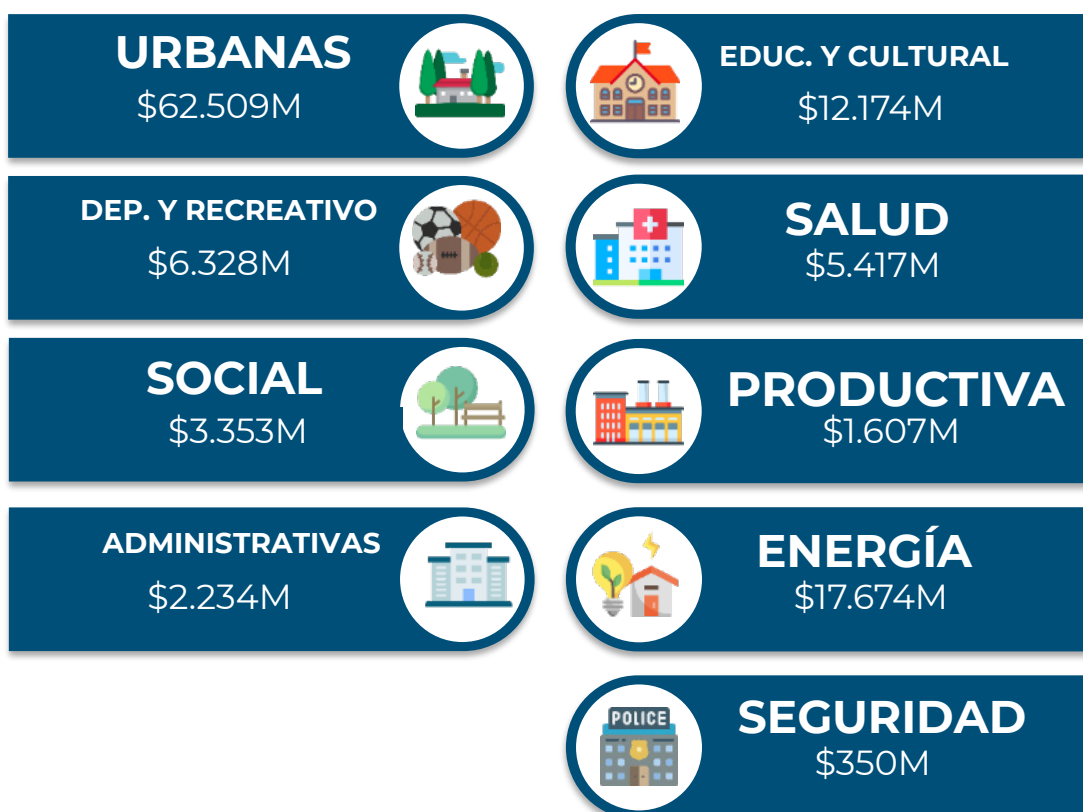 URBANAS
$62.509M
EDUC. Y CULTURAL
$12.174M
DEP. Y RECREATIVO
$6.328M
SALUD
$5.417M
SOCIAL
$3.353M
PRODUCTIVA
$1.607M
ADMINISTRATIVAS
$2.234M
ENERGÍA
$17.674M
POLICE
SEGURIDAD
$350M